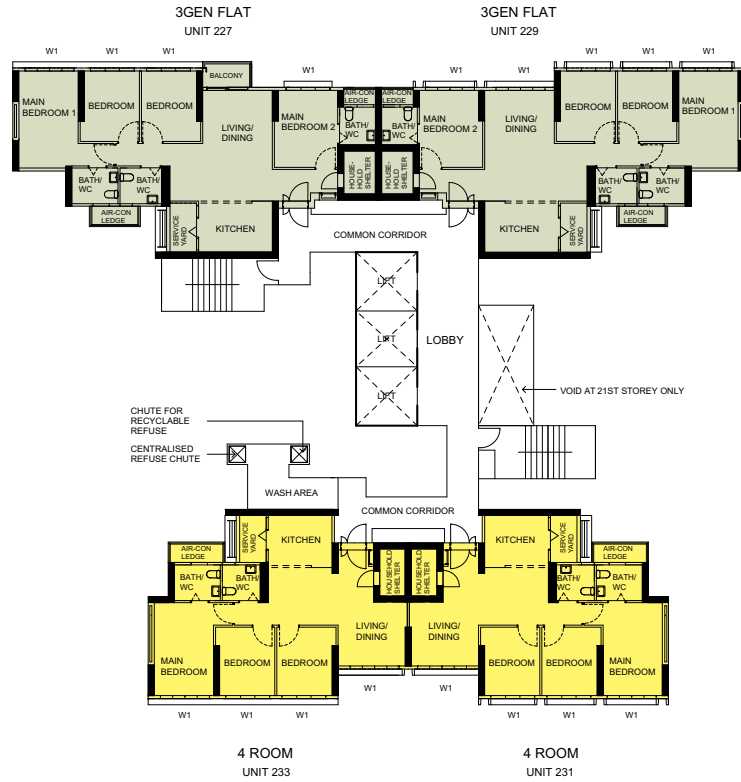 3GEN FLAT
UNIT 227
3GEN FLAT
UNIT 229
W1
W1
W1
W1
W1
W1
W1
W1
W1
BALCONY
MAIN
BEDROOM 1
BEDROOM
BEDROOM
LIVING/
DINING
MAIN
BEDROOM 2
AIR-CON
LEDGE
BATH/
WC
AIR-CON
LEDGE
BATH/
WC
MAIN
BEDROOM 2
LIVING/
DINING
BEDROOM
BEDROOM
MAIN
BEDROOM 1
BATH/
WC
BATH/
WC
AIR-CON
LEDGE
HOUSE-
HOLD
SHELTER
HOUSE-
HOLD
SHELTER
BATH/
WC
BATH/
WC
AIR-CON
LEDGE
SERVICE
YARD
KITCHEN
COMMON CORRIDOR
KITCHEN
SERVICE
YARD
LIFT
LIFT
LIFT
LOBBY
VOID AT 21ST STOREY ONLY
CHUTE FOR
RECYCLABLE
REFUSE
CENTRALISED
REFUSE CHUTE
WASH AREA
COMMON CORRIDOR
AIR-CON
LEDGE
SERVICE
YARD
KITCHEN
HOUSEHOLD
SHELTER
HOUSEHOLD
SHELTER
KITCHEN
SERVICE
YARD
AIR-CON
LEDGE
BATH/
WC
BATH/
WC
BATH/
WC
BATH/
WC
MAIN
BEDROOM
BEDROOM
BEDROOM
LIVING/
DINING
LIVING/
DINING
BEDROOM
BEDROOM
MAIN
BEDROOM
W1
W1
W1
W1
W1
W1
W1
W1
4 ROOM
UNIT 233
4 ROOM
UNIT 231